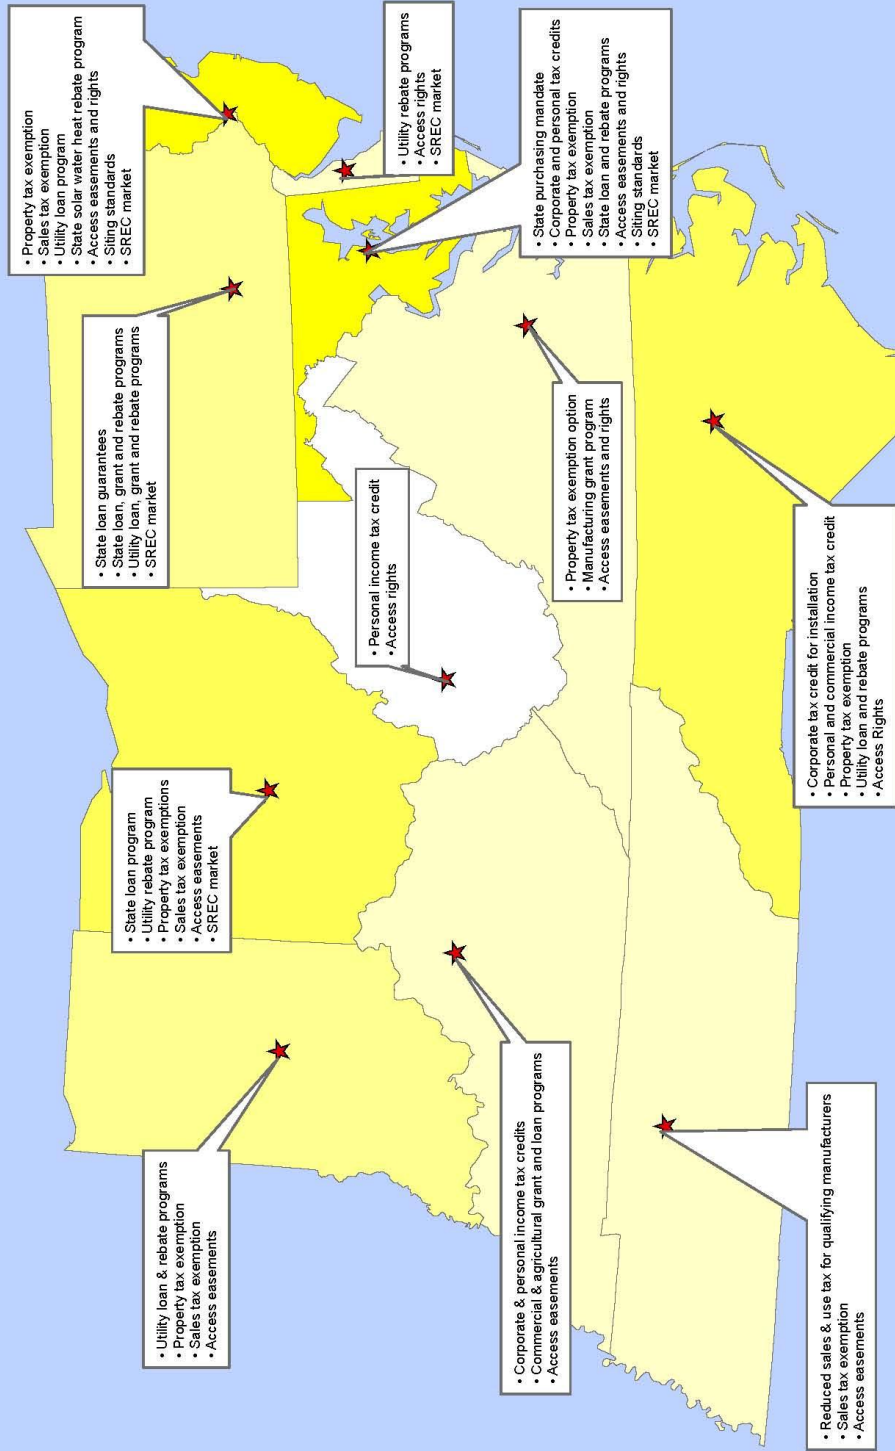 • Utility loan & rebate programs
• Property tax exemption
• Sales tax exemption
• Access easements
• State loan program
• Utility rebate program
• Property tax exemptions
• Sales tax exemption
• Access easements
• SREC market
• State loan guarantees
• State loan, grant and rebate programs
• Utility loan, grant and rebate programs
• SREC market
• Property tax exemption
• Sales tax exemption
• Utility loan program
• State solar water heat rebate program
• Access easements and rights
• Siting standards
• SREC market
• Corporate & personal income tax credits
• Commercial & agricultural grant and loan programs
• Access easements
• Personal income tax credit
• Access rights
• Utility rebate programs
• Access rights
• SREC market
• State purchasing mandate
• Corporate and personal tax credits
• Property tax exemption
• Sales tax exemption
• State loan and rebate programs
• Access easements and rights
• Siting standards
• SREC market
• Property tax exemption option
• Manufacturing grant program
• Access easements and rights
• Reduced sales & use tax for qualifying manufacturers
• Sales tax exemption
• Access easements
• Corporate tax credit for installation
• Personal and commercial income tax credit
• Property tax exemption
• Utility loan and rebate programs
• Access Rights